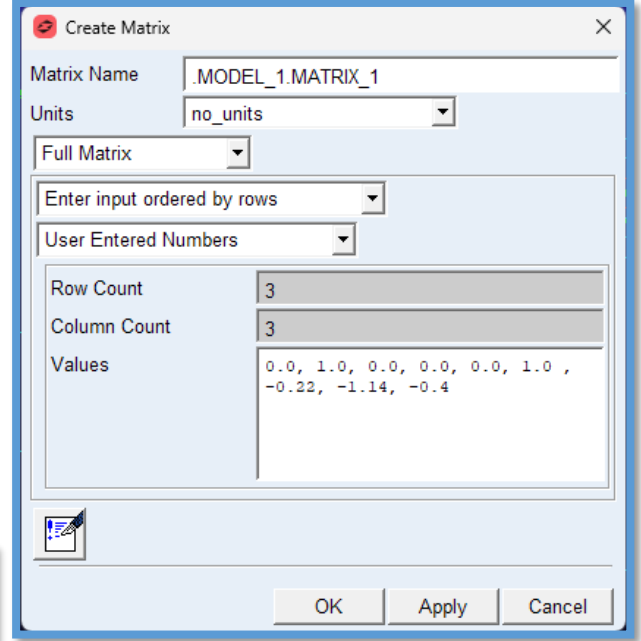 Create Matrix
Matrix Name .MODEL_1.MATRIX_1
Units no_units
Full Matrix
Enter input ordered by rows
User Entered Numbers
Row Count 3
Column Count 3
Values 0.0, 1.0, 0.0, 0.0, 0.0, 1.0 ,
-0.22, -1.14, -0.4
OK Apply Cancel